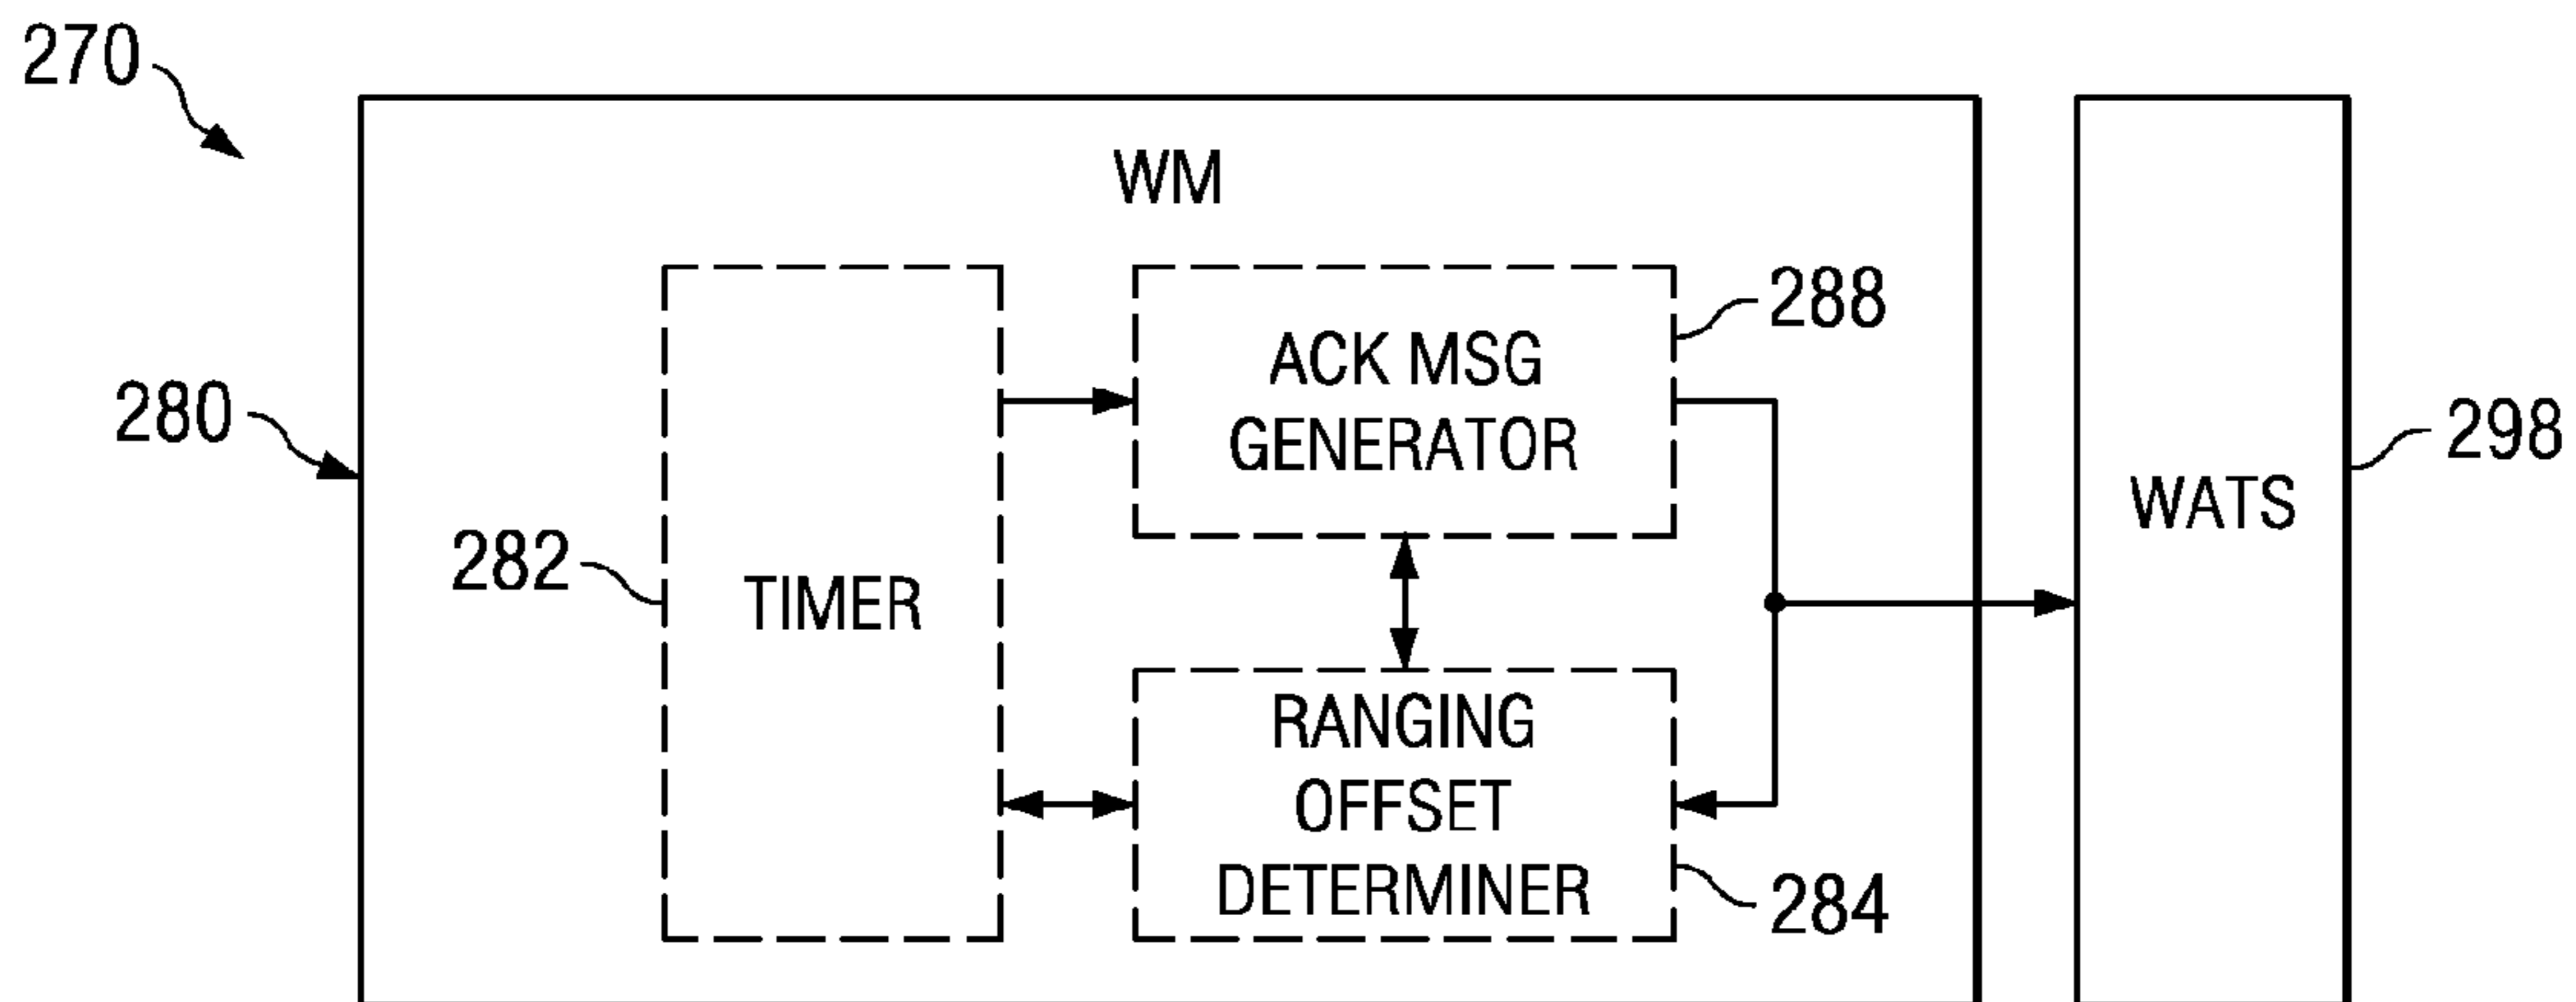 270
WM
280
282
TIMER
ACK MSG
GENERATOR
288
RANGING
OFFSET
DETERMINER
284
WATS
298